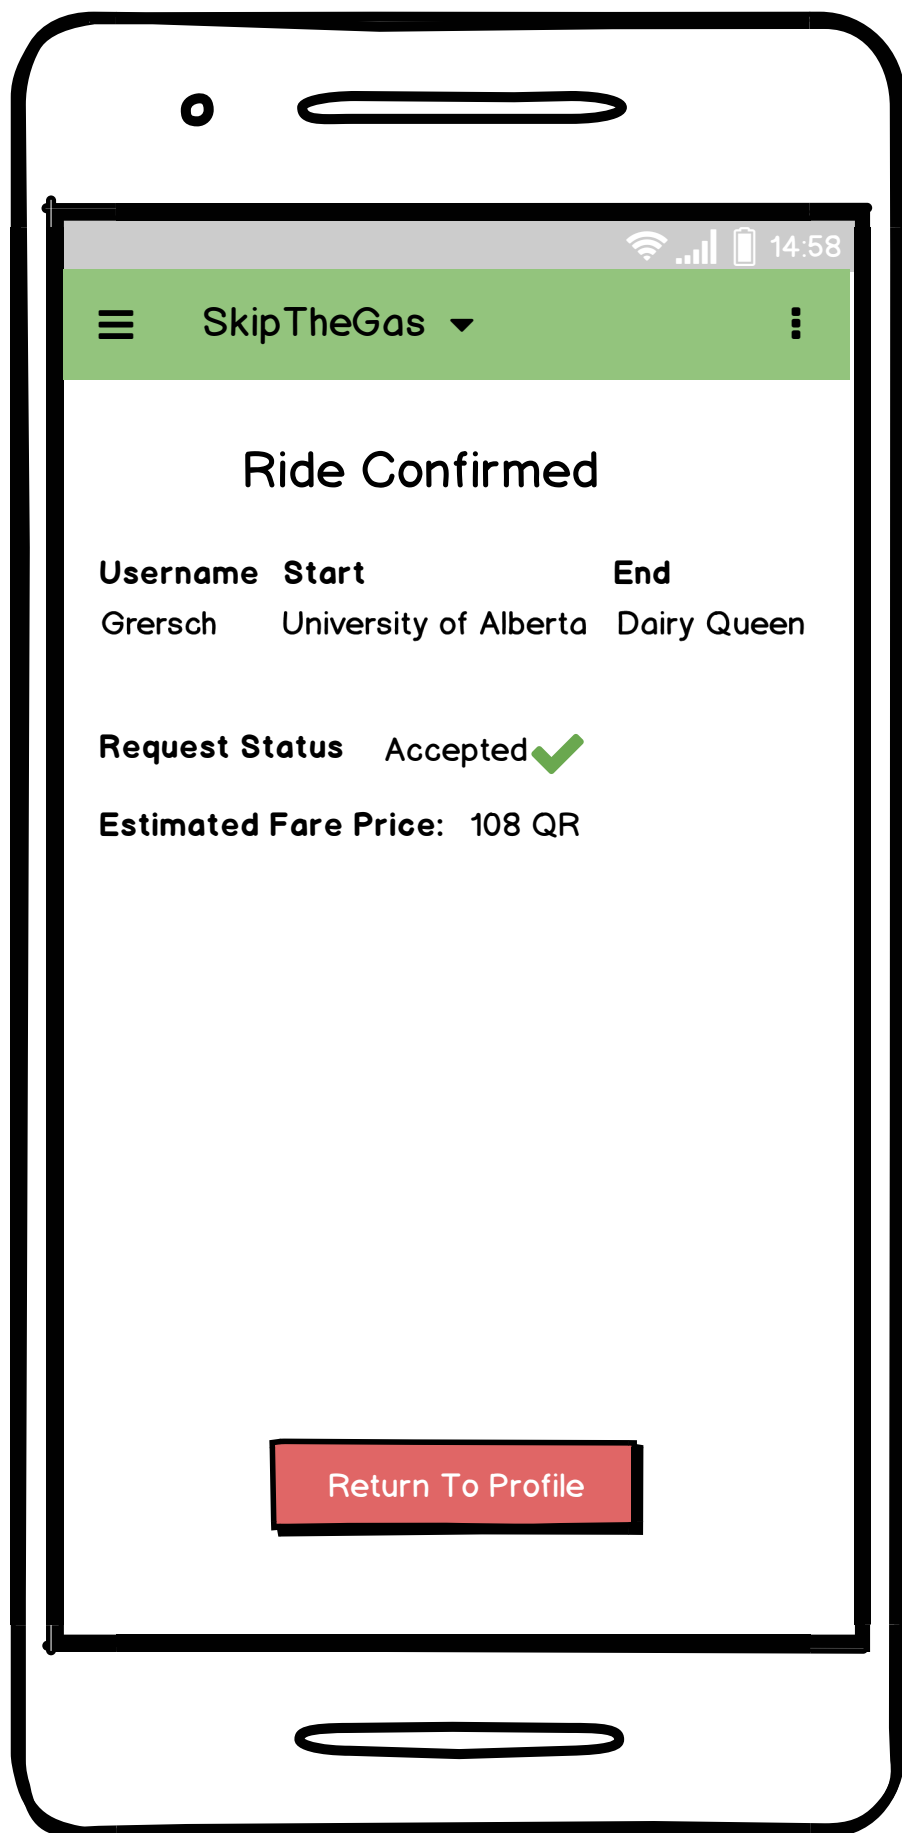 14:58
SkipTheGas
Ride Confirmed
Username Start End
Grersch University of Alberta Dairy Queen
Request Status Accepted
Estimated Fare Price: 108 QR
Return To Profile